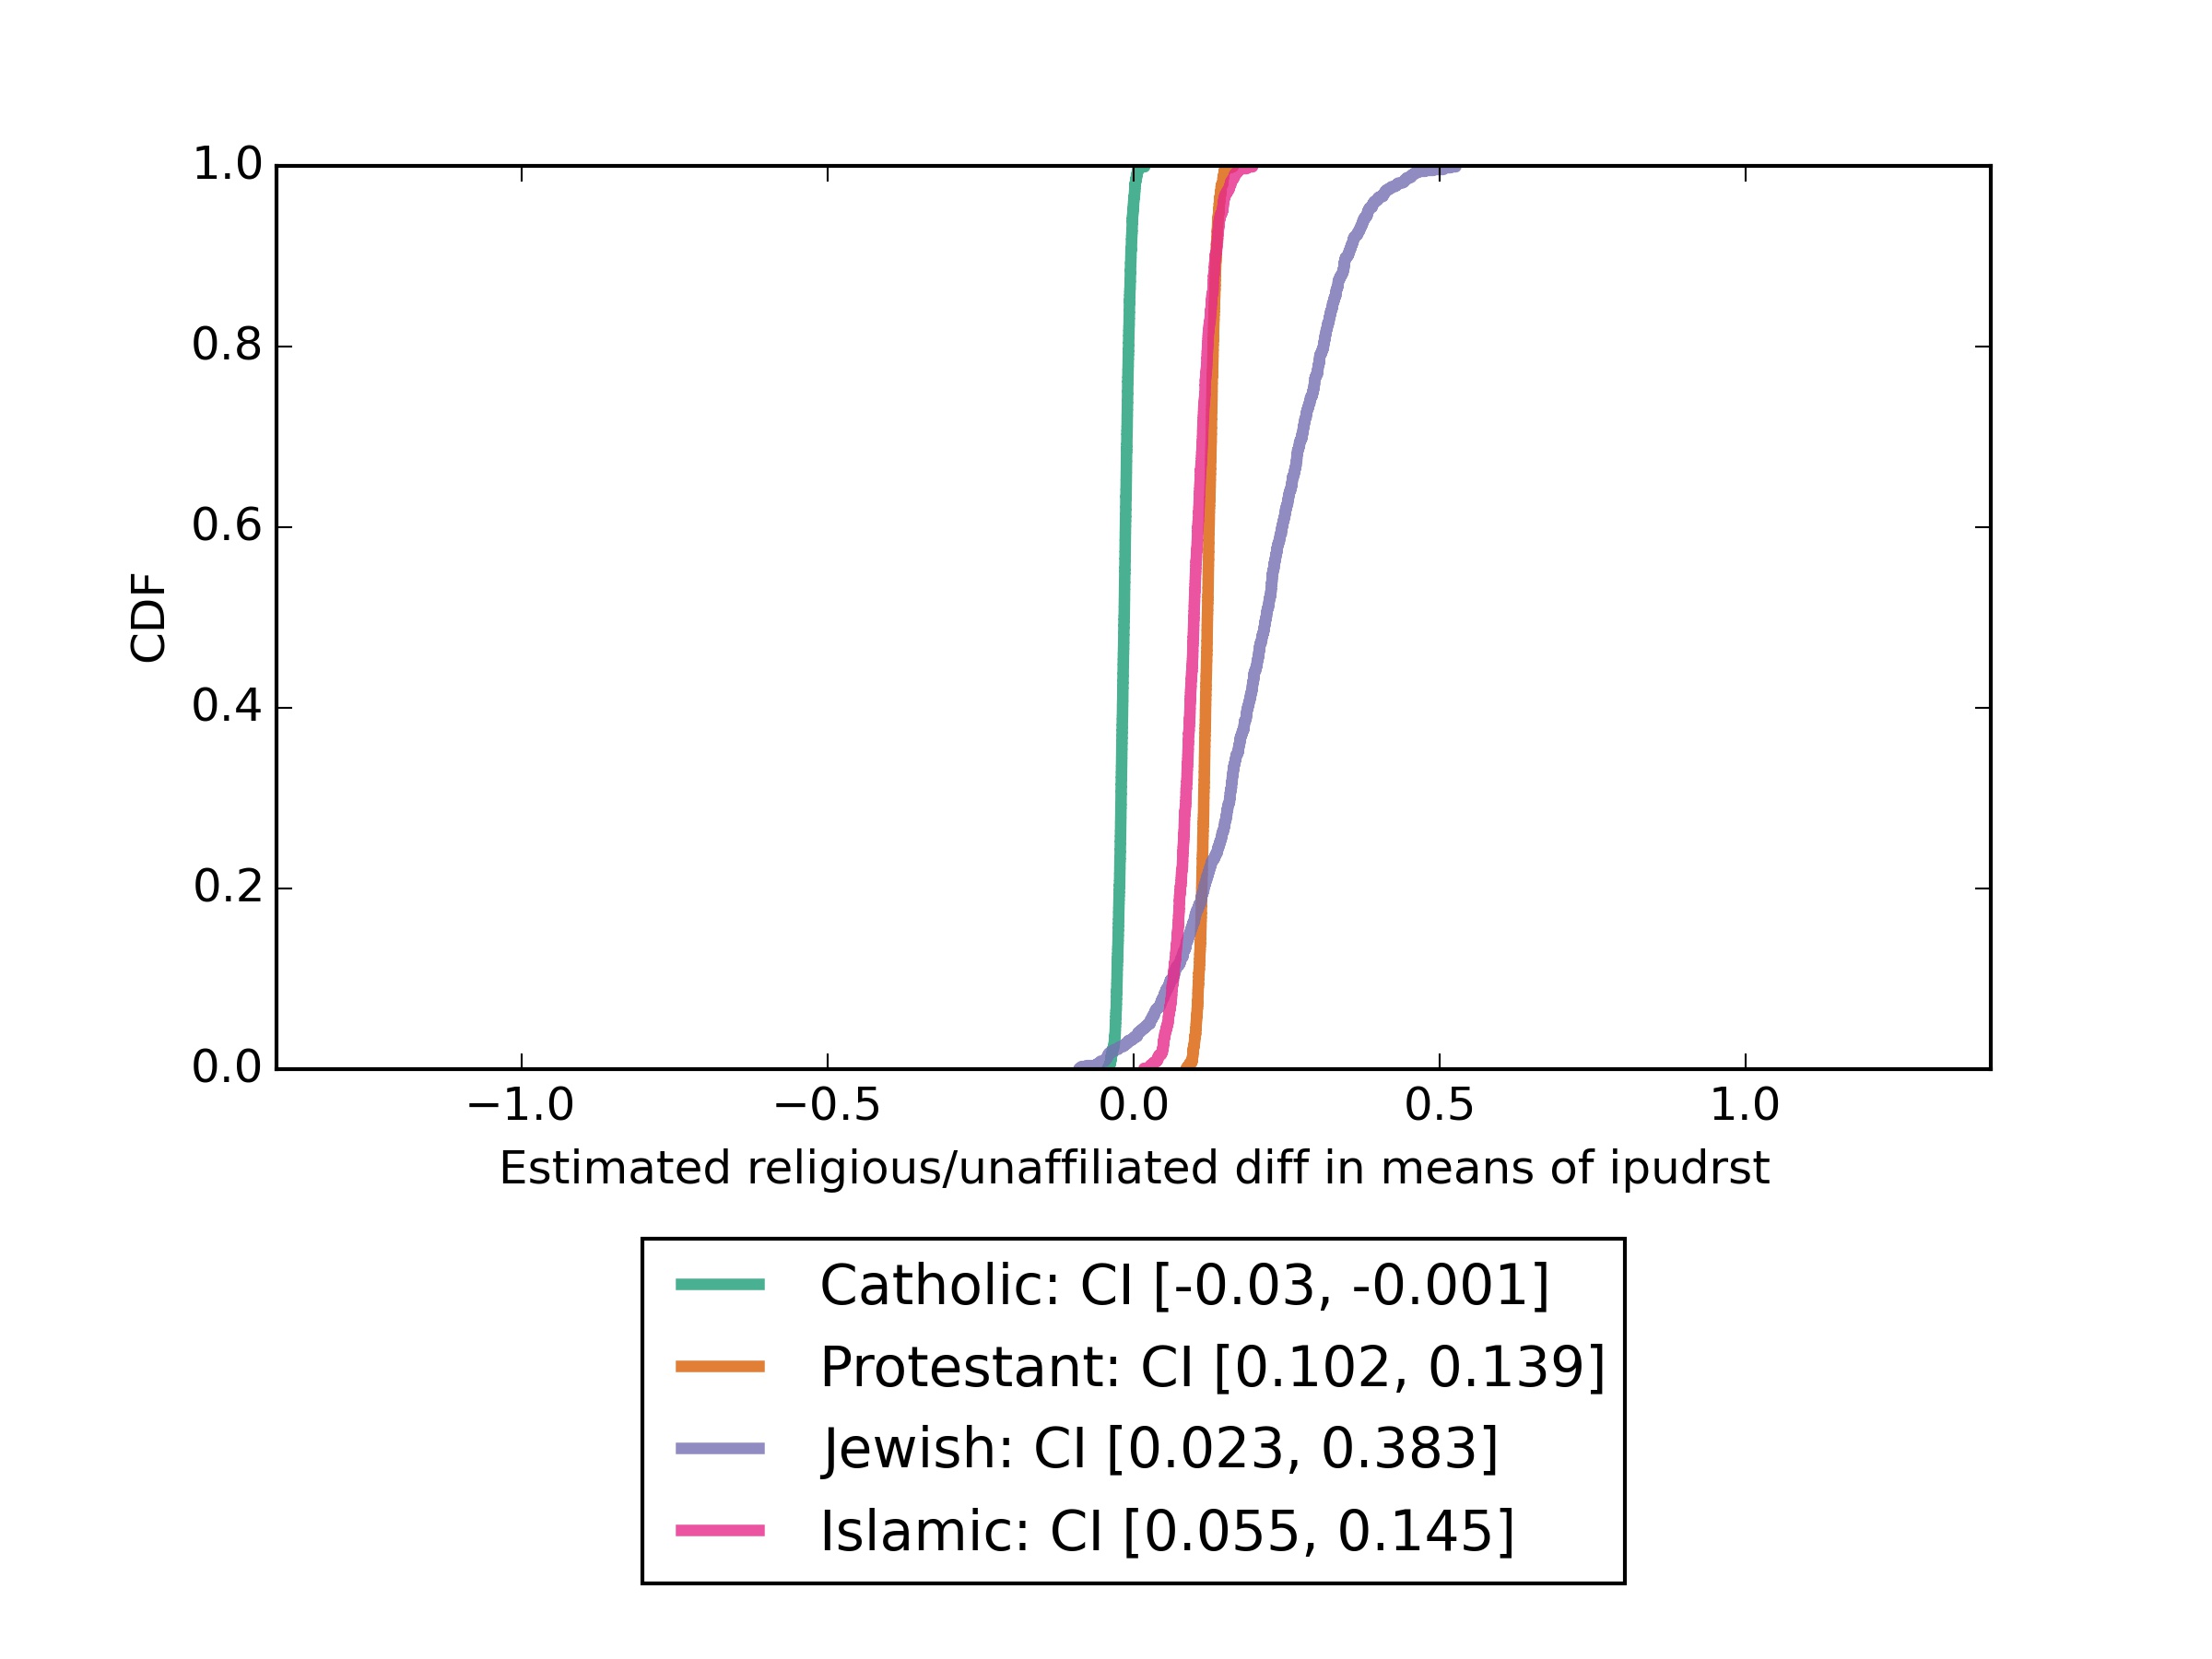 1.0
0.8
0.6
0.4
0.2
0.0
CDF
−1.0 −0.5 0.0 0.5 1.0
Estimated religious/unaffiliated diff in means of ipudrst
Catholic: CI [-0.03, -0.001]
Protestant: CI [0.102, 0.139]
Jewish: CI [0.023, 0.383]
Islamic: CI [0.055, 0.145]